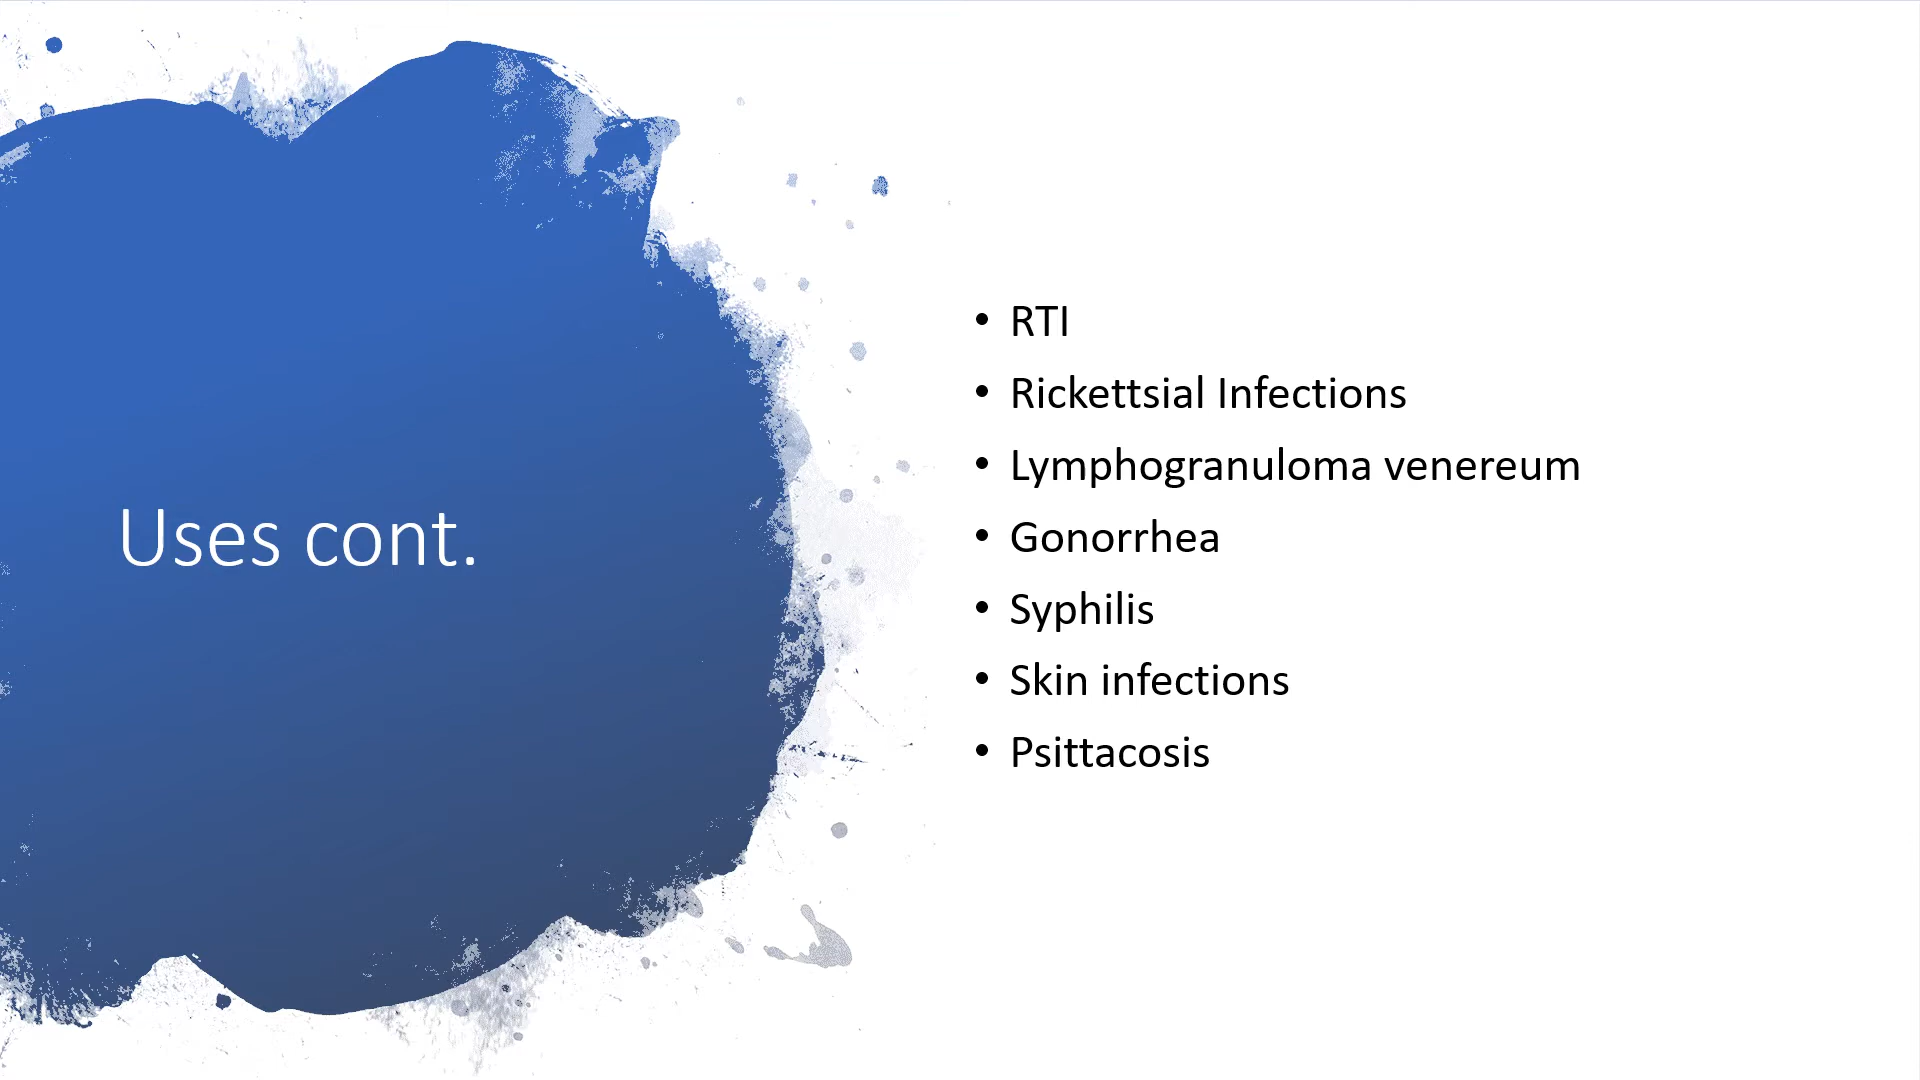 Uses cont.
• RTI
• Rickettsial Infections
• Lymphogranuloma venereum
• Gonorrhea
• Syphilis
• Skin infections
• Psittacosis